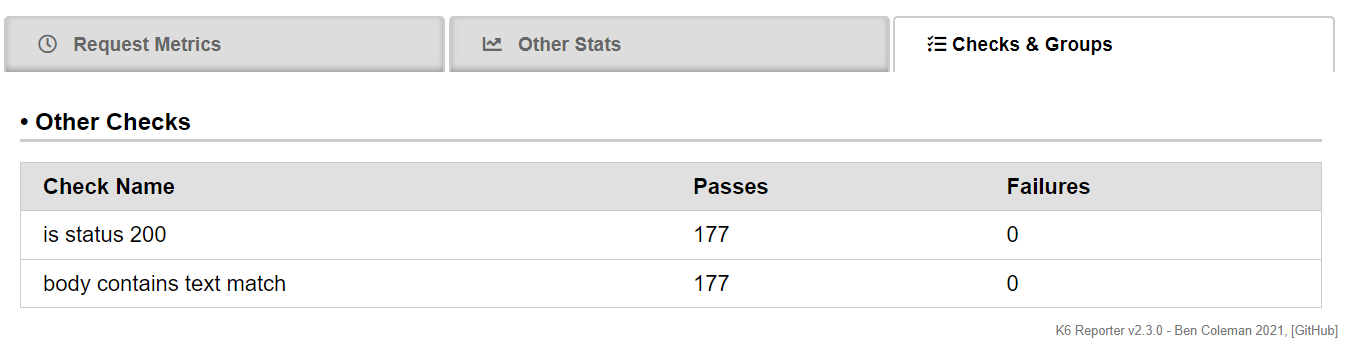 Request Metrics Other Stats Checks & Groups
• Other Checks
Check Name Passes Failures
is status 200 177 0
body contains text match 177 0
K6 Reporter v2.3.0 - Ben Coleman 2021, [GitHub]